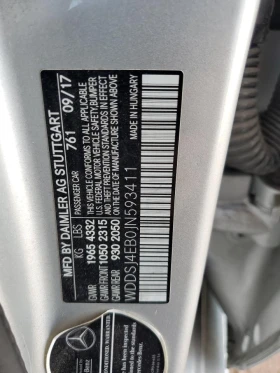 MFD BY DAIMLER AG STUTTGART
KG LBS 761 09/17
GVWR 1965 4332 THIS VEHICLE CONFORMS TO ALL APPLICABLE
U.S. FEDERAL MOTOR VEHICLE SAFETY, BUMPER
GAWR FRONT 1050 2315 THEFT PREVENTION STANDARDS IN EFFECT
GAWR REAR 930 2050 ON THE DATE OF MANUFACTURE SHOWN ABOVE
PASSENGER CAR MADE IN HUNGARY
WDDSJ4EB0JN593411